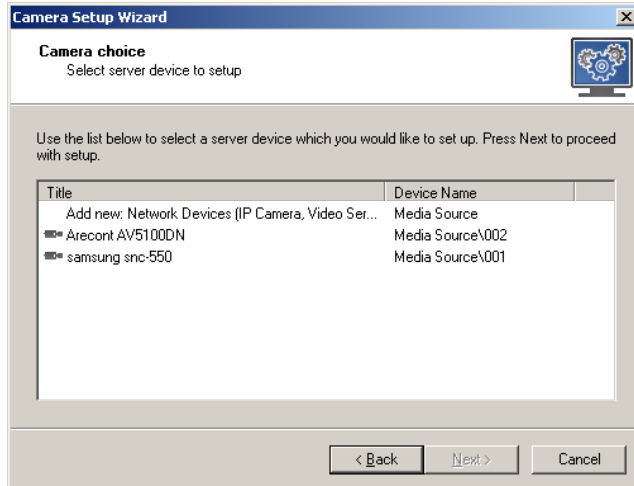 Camera Setup Wizard
Camera choice
Select server device to setup
Use the list below to select a server device which you would like to set up. Press Next to proceed
with setup.
Title Device Name
Add new: Network Devices (IP Camera, Video Ser... Media Source
Arecont AV5100DN Media Source\002
samsung snc-550 Media Source\001
< Back Next > Cancel